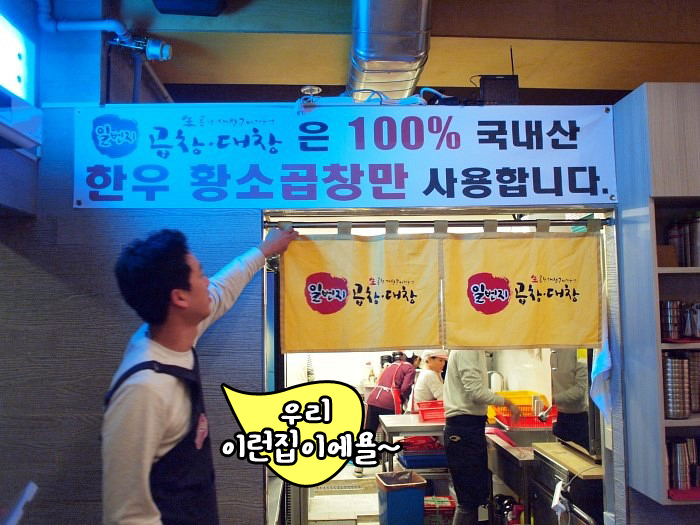 일번지 곱창·대창 은 100% 국내산
한우 황소곱창만 사용합니다.
일번지 곱창·대창
일번지 곱창·대창
우리
이런집이에욜~